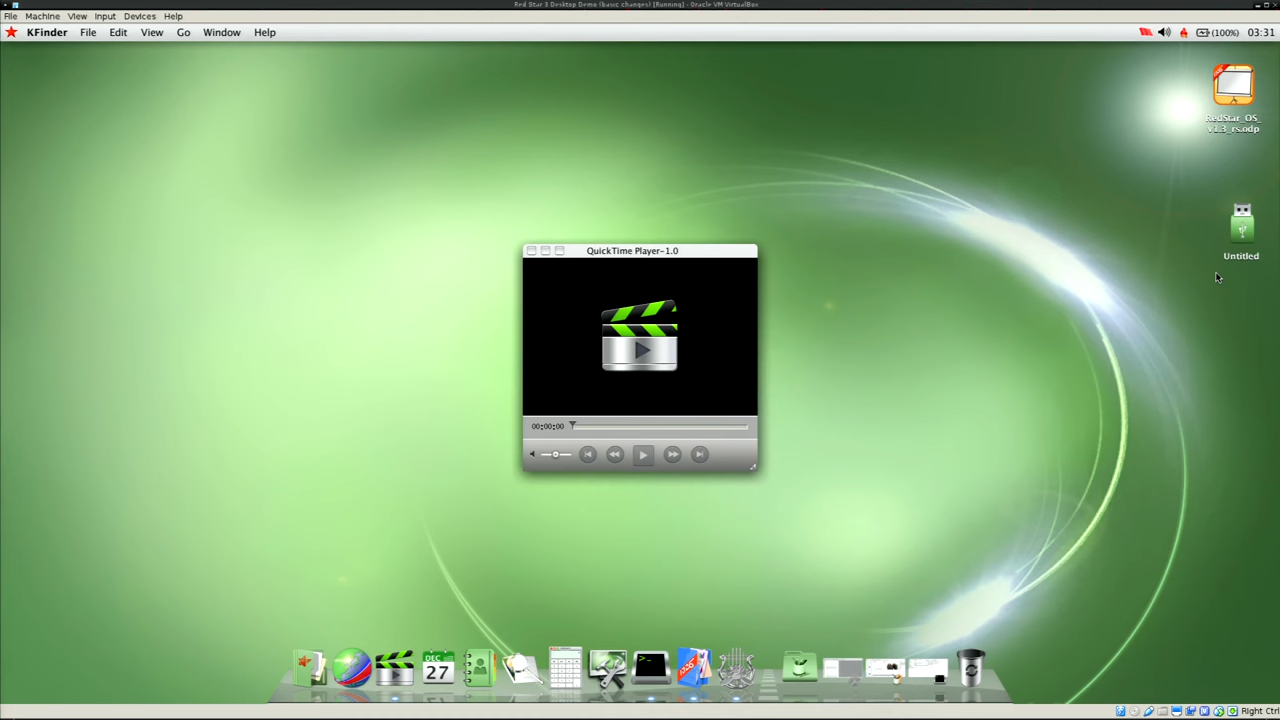 Red Star 3 Desktop Demo (basic changes) [Running] - Oracle VM VirtualBox
File Machine View Input Devices Help
KFinder File Edit View Go Window Help (100%) 03:31
RedStar_OS_
v1.3_rs.odp
Untitled
QuickTime Player-1.0
00:00:00
DEC
27
Right Ctrl